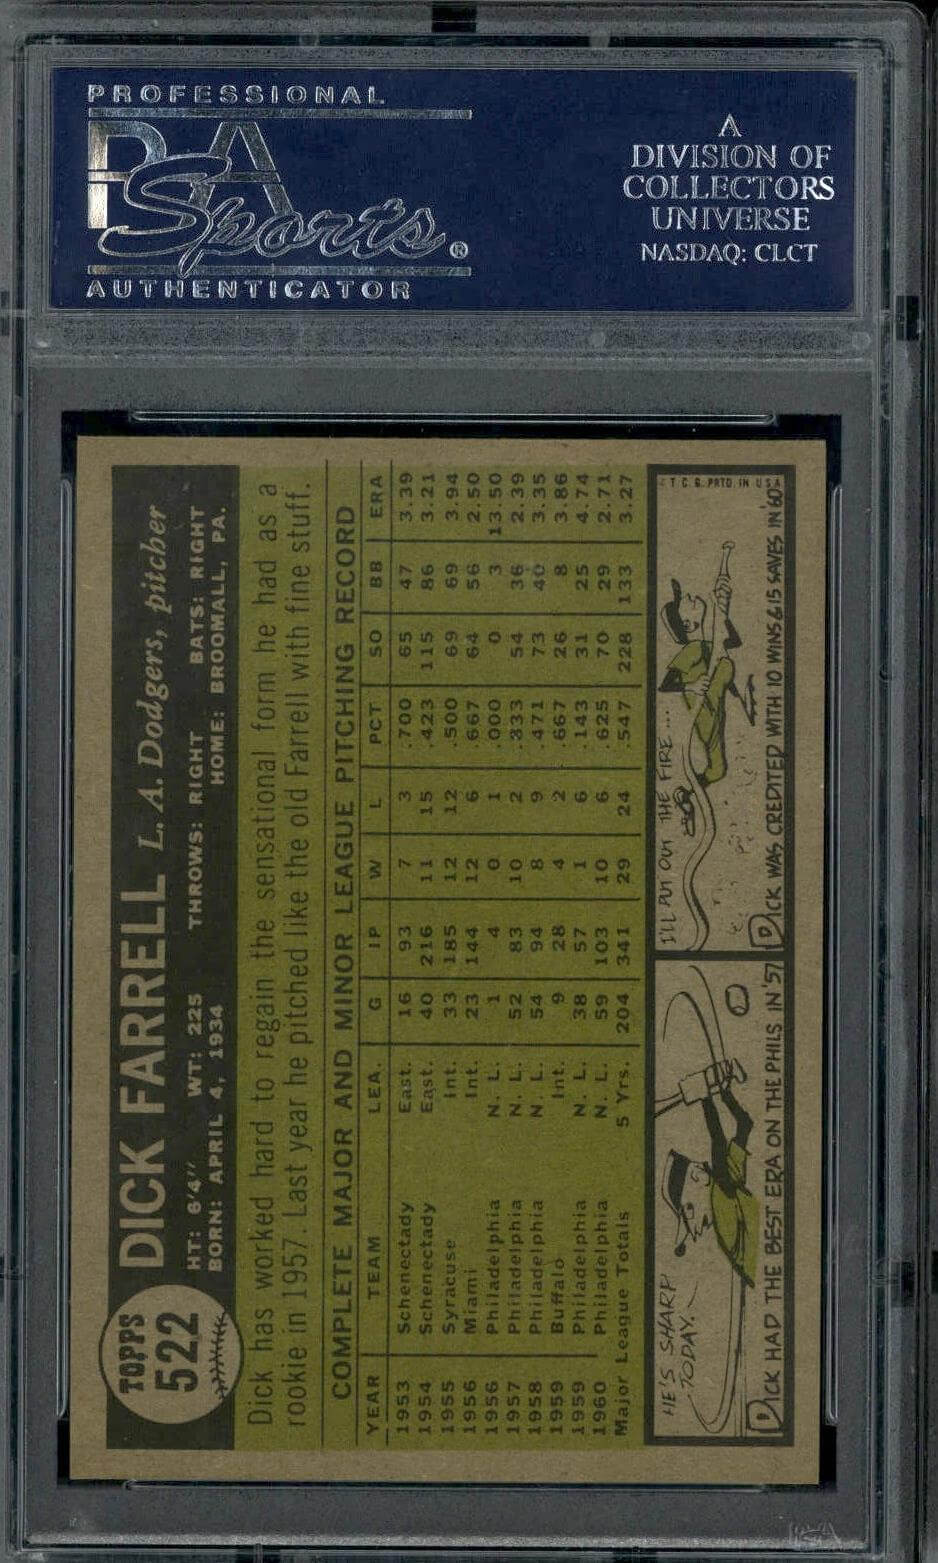 PROFESSIONAL
PSA
Sports®
AUTHENTICATOR
A
DIVISION OF
COLLECTORS
UNIVERSE
NASDAQ: CLCT
TOPPS
522
DICK FARRELL L. A. Dodgers, pitcher
HT: 6'4" WT: 225 THROWS: RIGHT BATS: RIGHT
BORN: APRIL 4, 1934 HOME: BROOMALL, PA.
Dick has worked hard to regain the sensational form he had as a
rookie in 1957. Last year he pitched like the old Farrell with fine stuff.
COMPLETE MAJOR AND MINOR LEAGUE PITCHING RECORD
YEAR TEAM LEA. G IP W L PCT SO BB ERA
1953 Schenectady East. 16 93 7 3 .700 65 47 3.39
1954 Schenectady East. 40 216 11 15 .423 115 86 3.21
1955 Syracuse Int. 33 185 12 12 .500 69 69 3.94
1956 Miami Int. 23 144 12 6 .667 64 56 2.50
1956 Philadelphia N. L. 1 4 0 1 .000 0 3 13.50
1957 Philadelphia N. L. 52 83 10 2 .333 54 36 2.39
1958 Philadelphia N. L. 54 94 8 9 .471 73 40 3.35
1959 Buffalo Int. 9 28 4 2 .667 26 8 3.86
1959 Philadelphia N. L. 38 57 1 6 .143 31 25 4.74
1960 Philadelphia N. L. 59 103 10 6 .625 70 29 2.71
Major League Totals 5 Yrs. 204 341 29 24 .547 228 133 3.27
HE'S SHARP
TODAY.
DICK HAD THE BEST ERA ON THE PHILS IN '57
I'LL PUT OUT THE FIRE....
© T. C. G. PRTD. IN U S A
DICK WAS CREDITED WITH 10 WINS & 15 SAVES IN '60